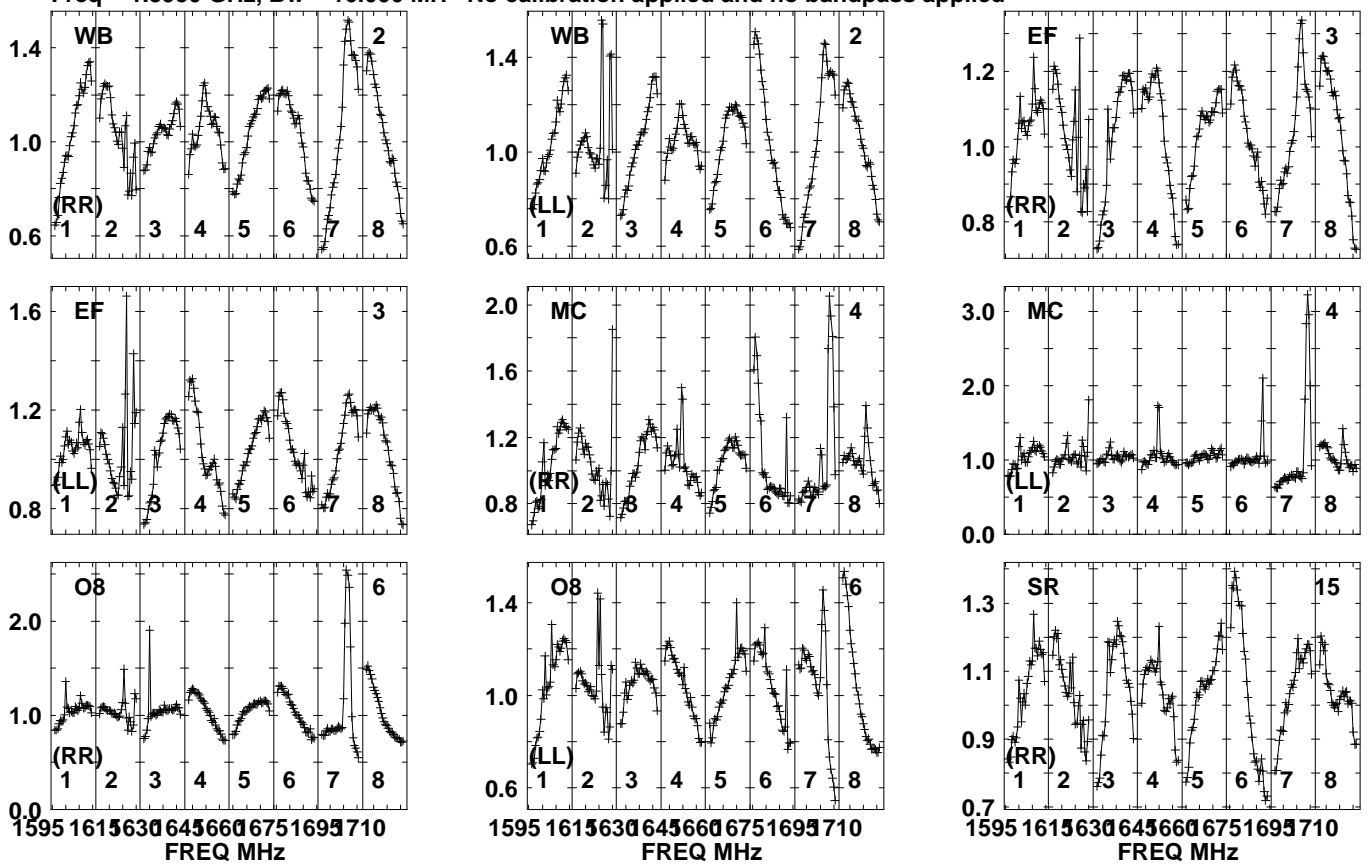 Freq GHz, No calibration applied and no bandpass applied
WB 2
1.4
1.0
0.6
(RR)
1 2 3 4 5 6 7 8
WB 2
1.4
1.0
0.6
(LL)
1 2 3 4 5 6 7 8
EF 3
1.2
1.0
0.8
(RR)
1 2 3 4 5 6 7 8
EF 3
1.6
1.2
0.8
(LL)
1 2 3 4 5 6 7 8
MC 4
2.0
1.6
1.2
0.8
(RR)
1 2 3 4 5 6 7 8
MC 4
3.0
2.0
1.0
0.0
(LL)
1 2 3 4 5 6 7 8
O8 6
2.0
1.0
0.0
(RR)
1 2 3 4 5 6 7 8
1595 1615 1630 1645 1660 1675 1695 1710
FREQ MHz
O8 6
1.4
1.0
0.6
(LL)
1 2 3 4 5 6 7 8
1595 1615 1630 1645 1660 1675 1695 1710
FREQ MHz
SR 15
1.3
1.1
0.9
0.7
(RR)
1 2 3 4 5 6 7 8
1595 1615 1630 1645 1660 1675 1695 1710
FREQ MHz